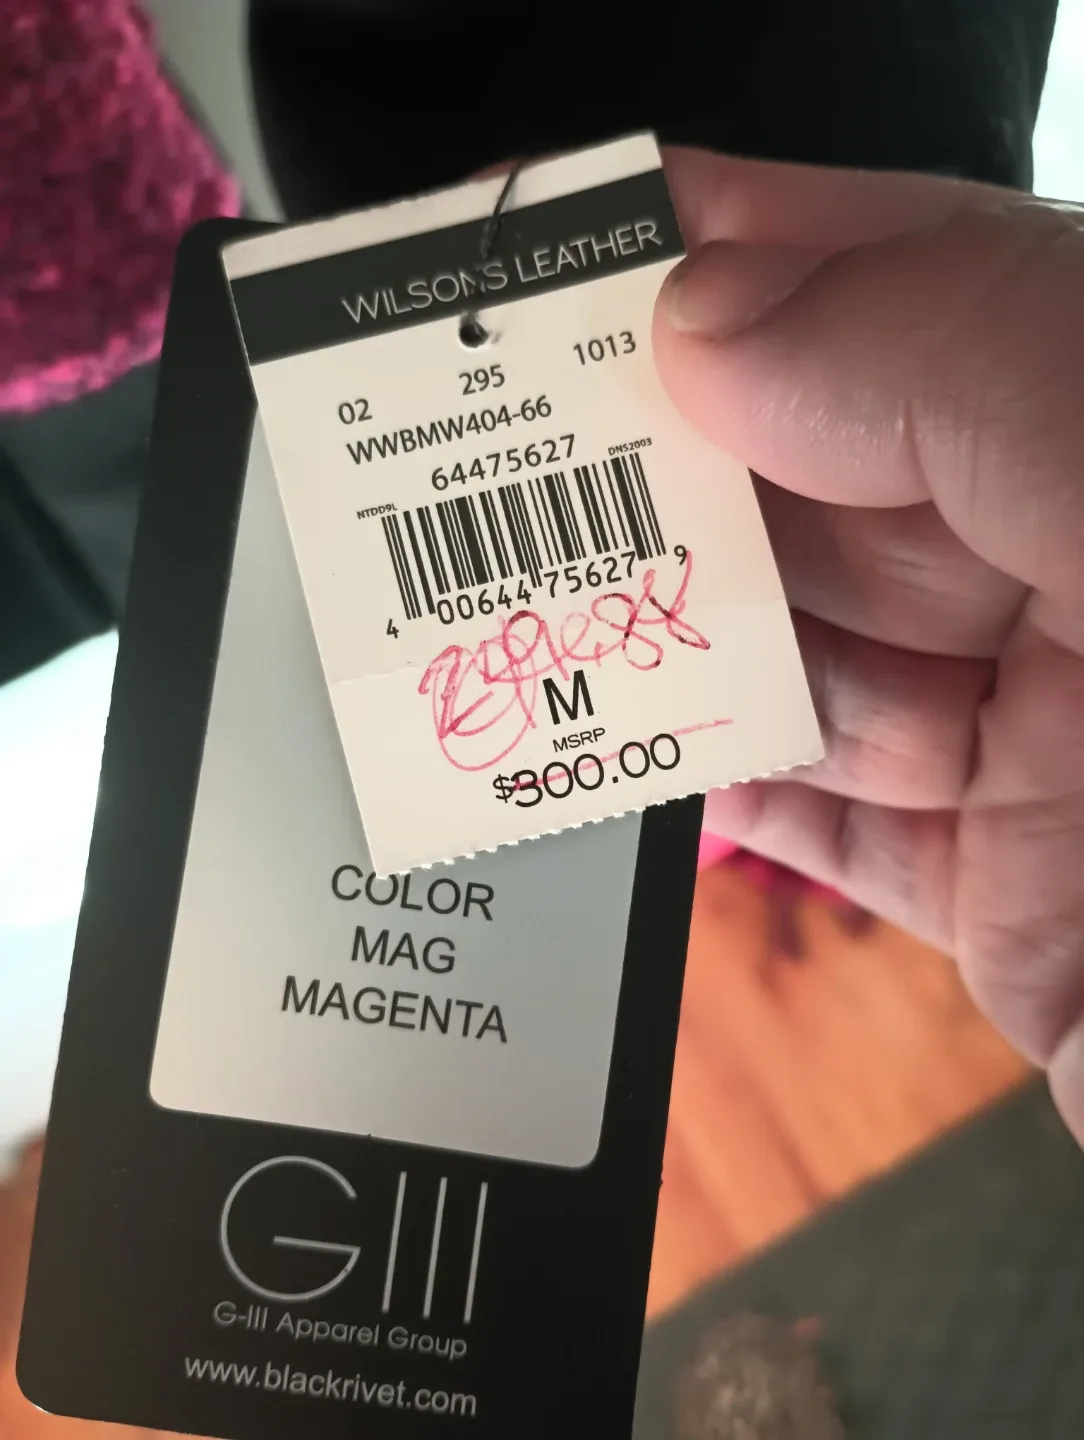 WILSONS LEATHER
02 295 1013
WWBMW404-66
64475627
NTDD9L DNS2003
4 00644 75627 9
M
MSRP
$300.00
COLOR
MAG
MAGENTA
GIII
G-III Apparel Group
www.blackrivet.com